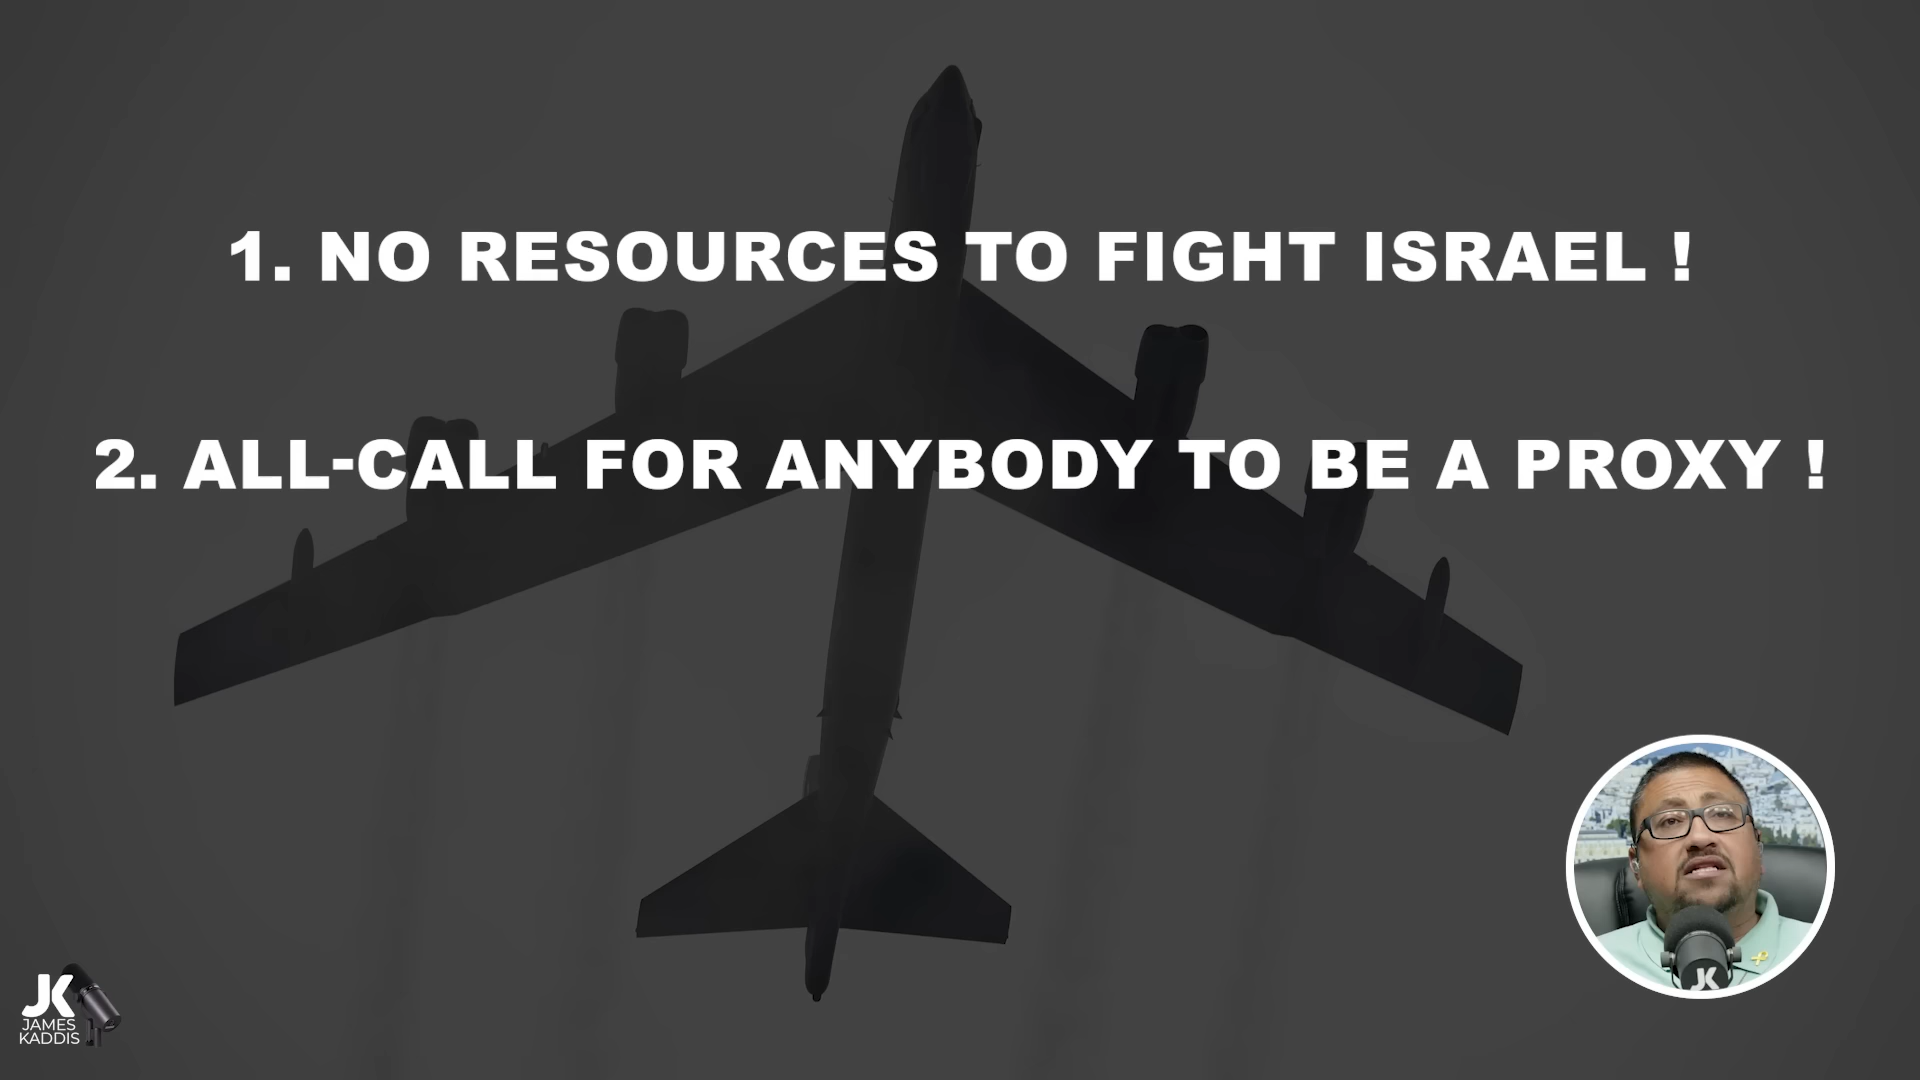 1. NO RESOURCES TO FIGHT ISRAEL !
2. ALL-CALL FOR ANYBODY TO BE A PROXY !
JK
JK
JAMES
KADDIS